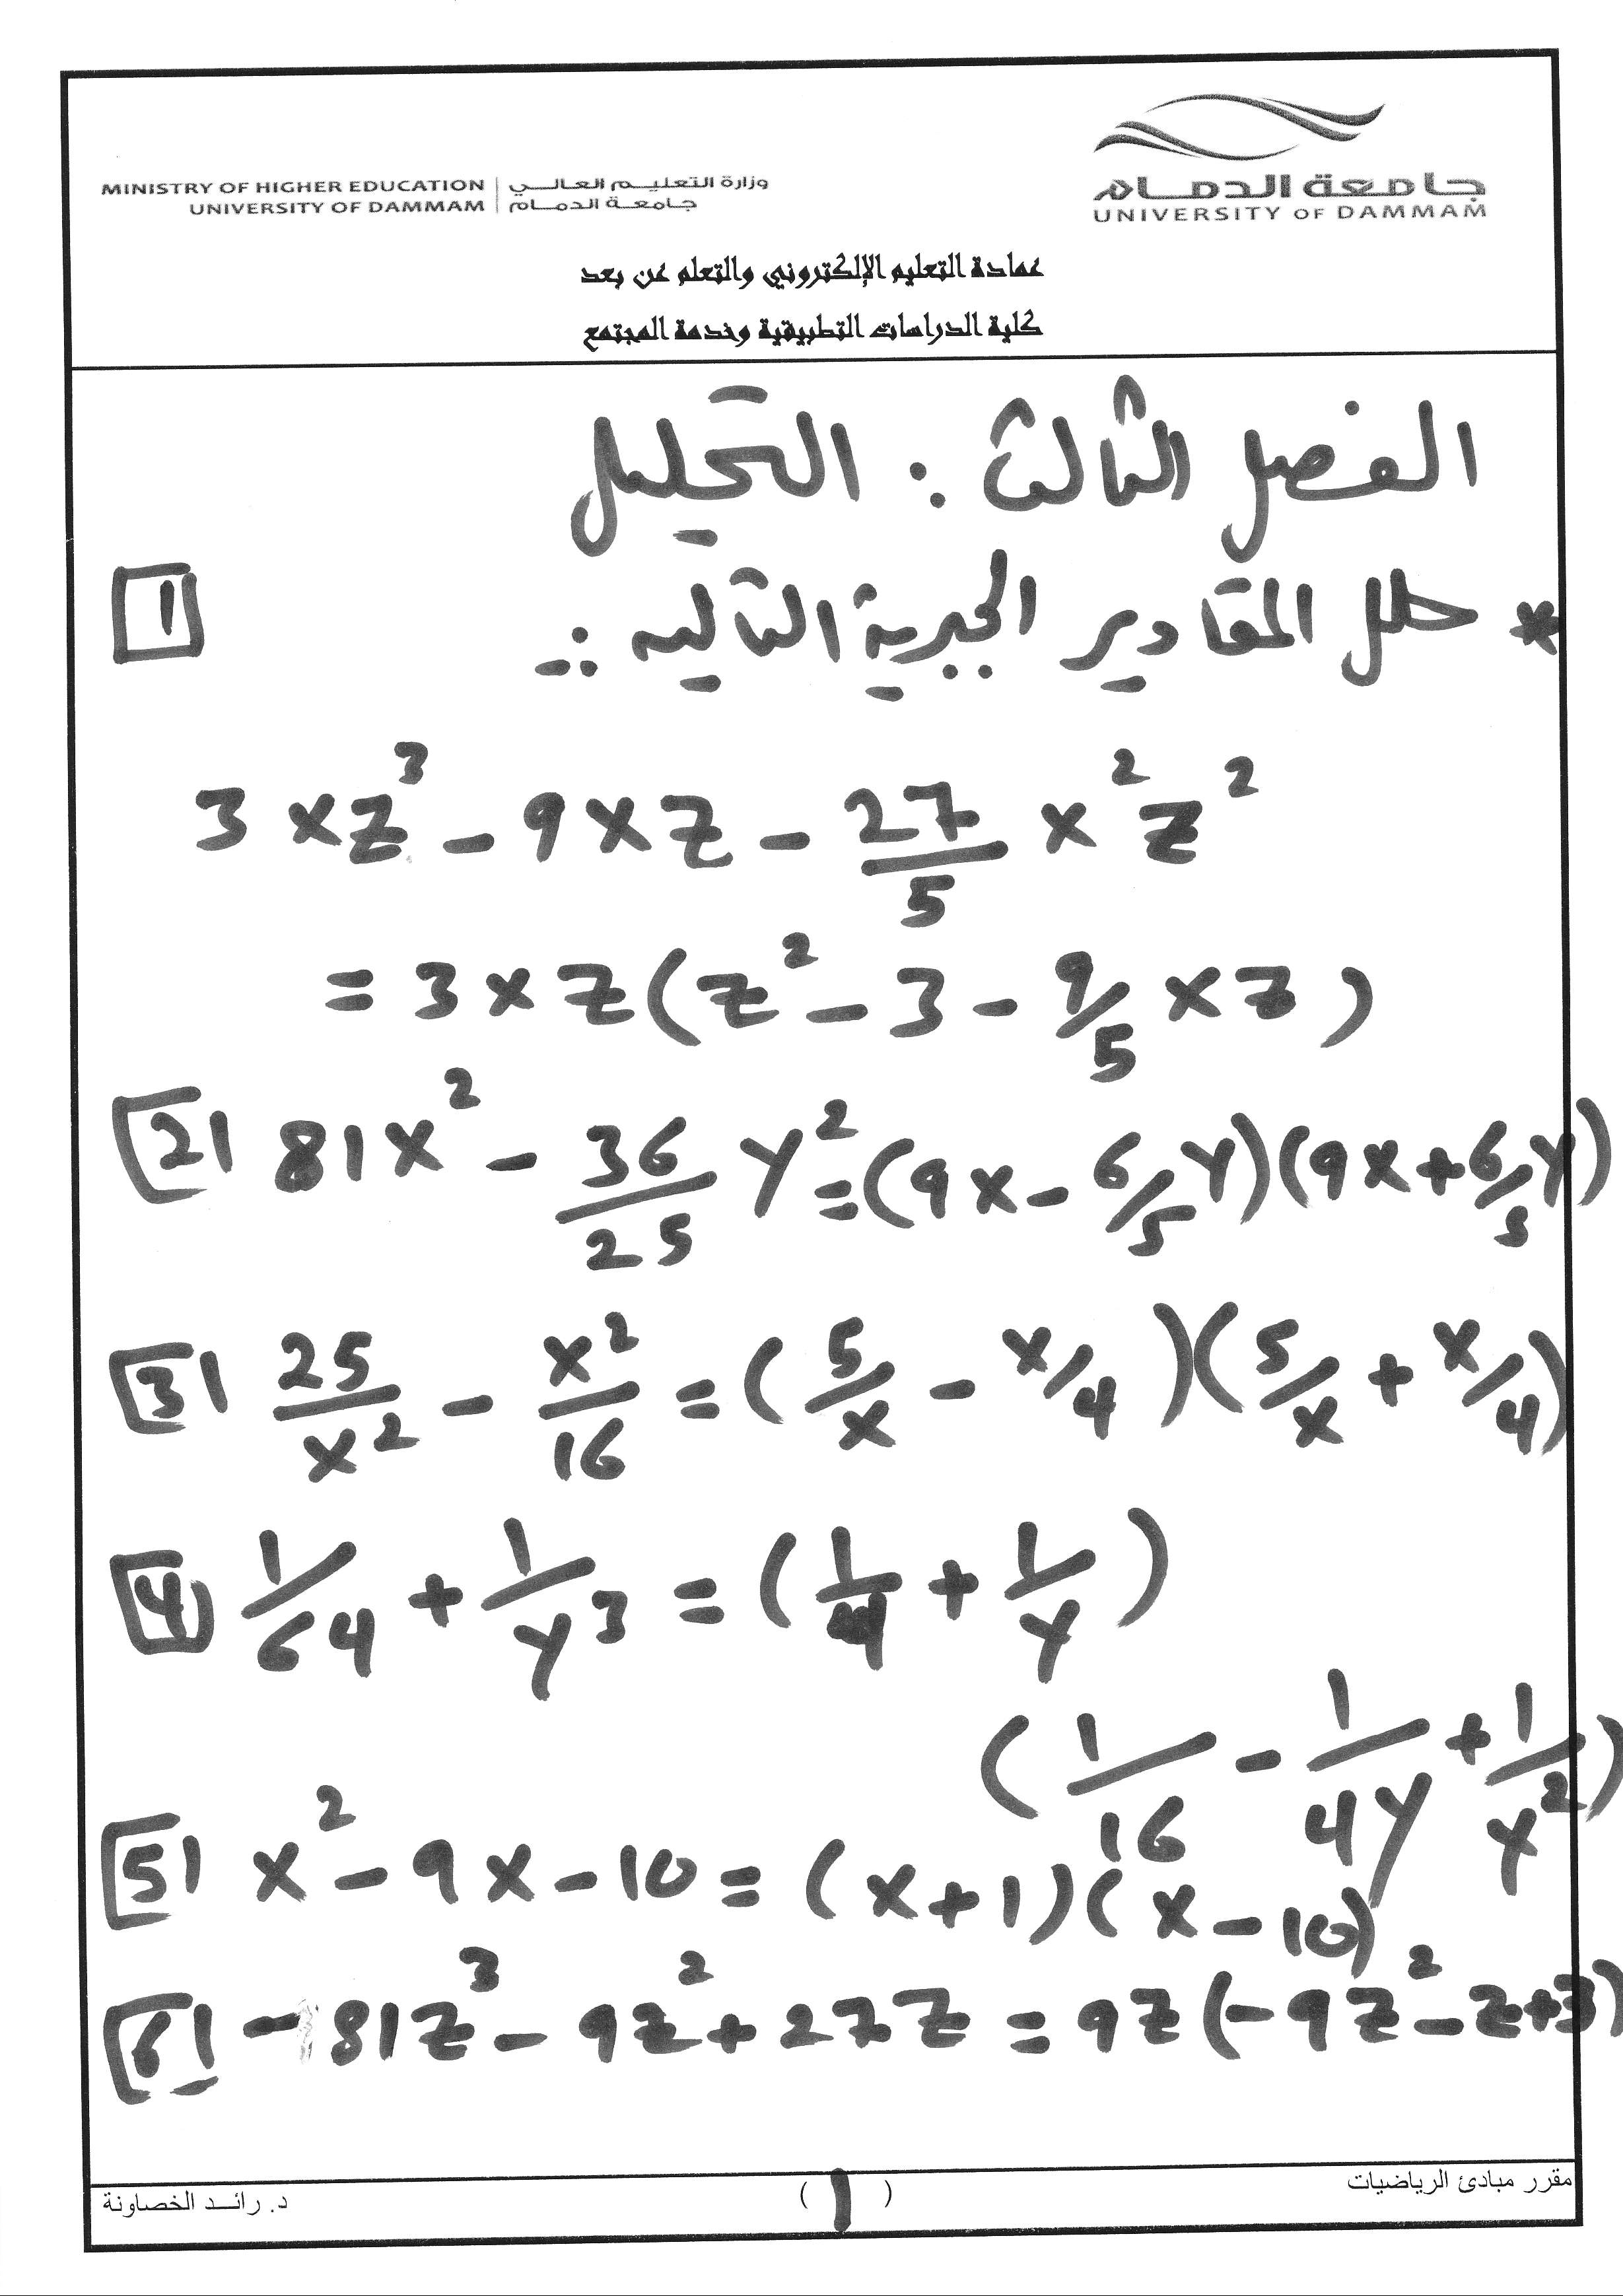 جامعة الدمام
UNIVERSITY OF DAMMAM
MINISTRY OF HIGHER EDUCATION | وزارة التعليم العالي
UNIVERSITY OF DAMMAM | جامعة الدمام
عمادة التعليم الإلكتروني والتعلم عن بعد
كلية الدراسات التطبيقية وخدمة المجتمع
الفصل الثالث : التحليل
* حلل المقادير الجبرية التاليه :-
1
3xz³ - 9xz - 27/5 x²z²
= 3xz(z² - 3 - 9/5 xz)
2 81x² - 36/25 y² = (9x - 6/5 y)(9x + 6/5 y)
3 25/x² - x²/16 = (5/x - x/4)(5/x + x/4)
4 1/64 + 1/y³ = (1/4 + 1/y)
(1/16 - 1/4y + 1/y²)
5 x² - 9x - 10 = (x+1)(x-10)
6 -81z³ - 9z² + 27z = 9z(-9z² - z + 3)
مقرر مبادئ الرياضيات
(1)
د. رائد الخصاونة